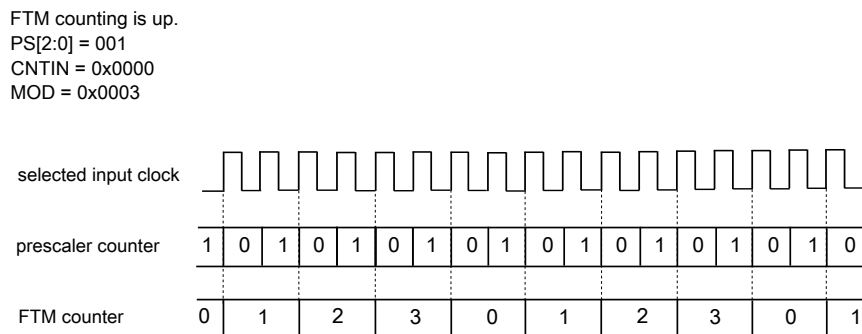 FTM counting is up.
PS[2:0] = 001
CNTIN = 0x0000
MOD = 0x0003
selected input clock
prescaler counter 1 0 1 0 1 0 1 0 1 0 1 0 1 0 1 0 1 0
FTM counter 0 1 2 3 0 1 2 3 0 1